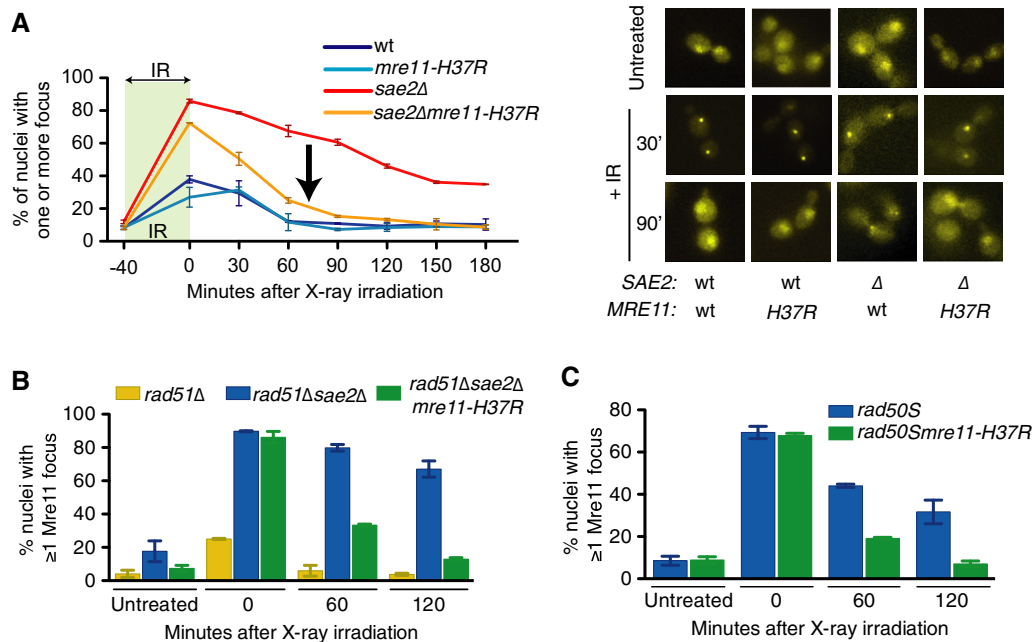 A
wt
mre11-H37R
sae2Δ
sae2Δmre11-H37R
% of nuclei with
one or more focus
100
80
60
40
20
0
IR
IR
-40 0 30 60 90 120 150 180
Minutes after X-ray irradiation
Untreated
+ IR
30'
90'
SAE2: wt wt Δ Δ
MRE11: wt H37R wt H37R
B
rad51Δ rad51Δsae2Δ rad51Δsae2Δ
mre11-H37R
% nuclei with
≥1 Mre11 focus
100
80
60
40
20
0
Untreated 0 60 120
Minutes after X-ray irradiation
C
rad50S
rad50Smre11-H37R
% nuclei with
≥1 Mre11 focus
80
60
40
20
0
Untreated 0 60 120
Minutes after X-ray irradiation